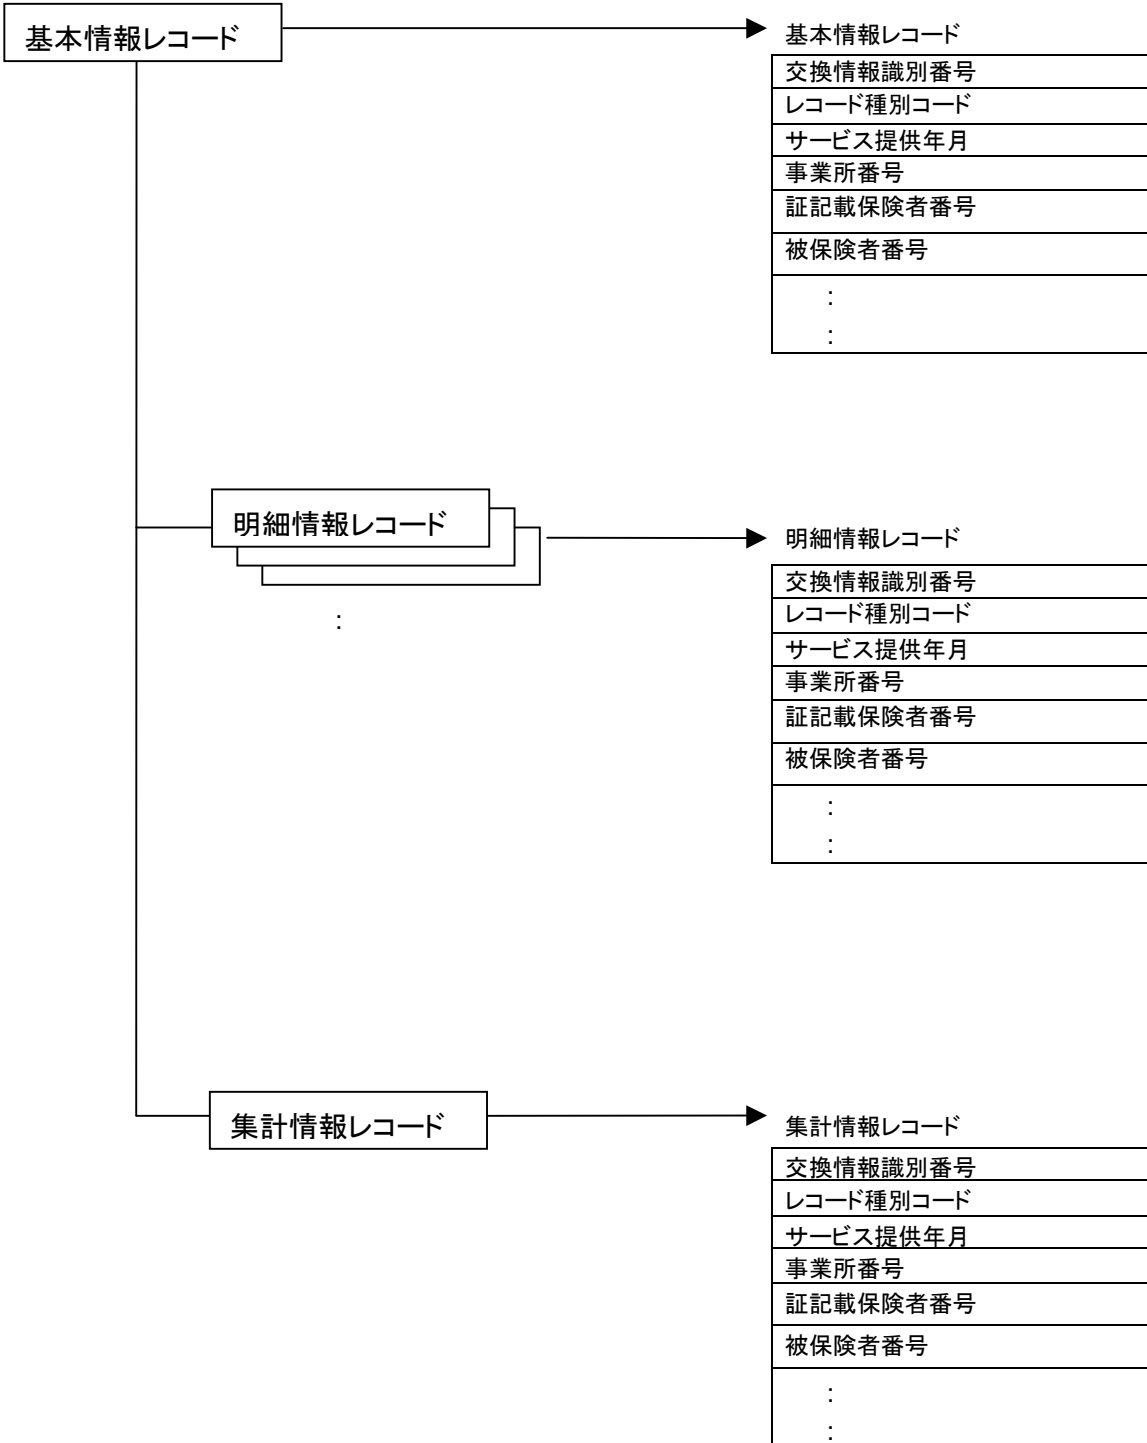 基本情報レコード
基本情報レコード
交換情報識別番号
レコード種別コード
サービス提供年月
事業所番号
証記載保険者番号
被保険者番号
:
:
明細情報レコード
:
明細情報レコード
交換情報識別番号
レコード種別コード
サービス提供年月
事業所番号
証記載保険者番号
被保険者番号
:
:
集計情報レコード
集計情報レコード
交換情報識別番号
レコード種別コード
サービス提供年月
事業所番号
証記載保険者番号
被保険者番号
:
: